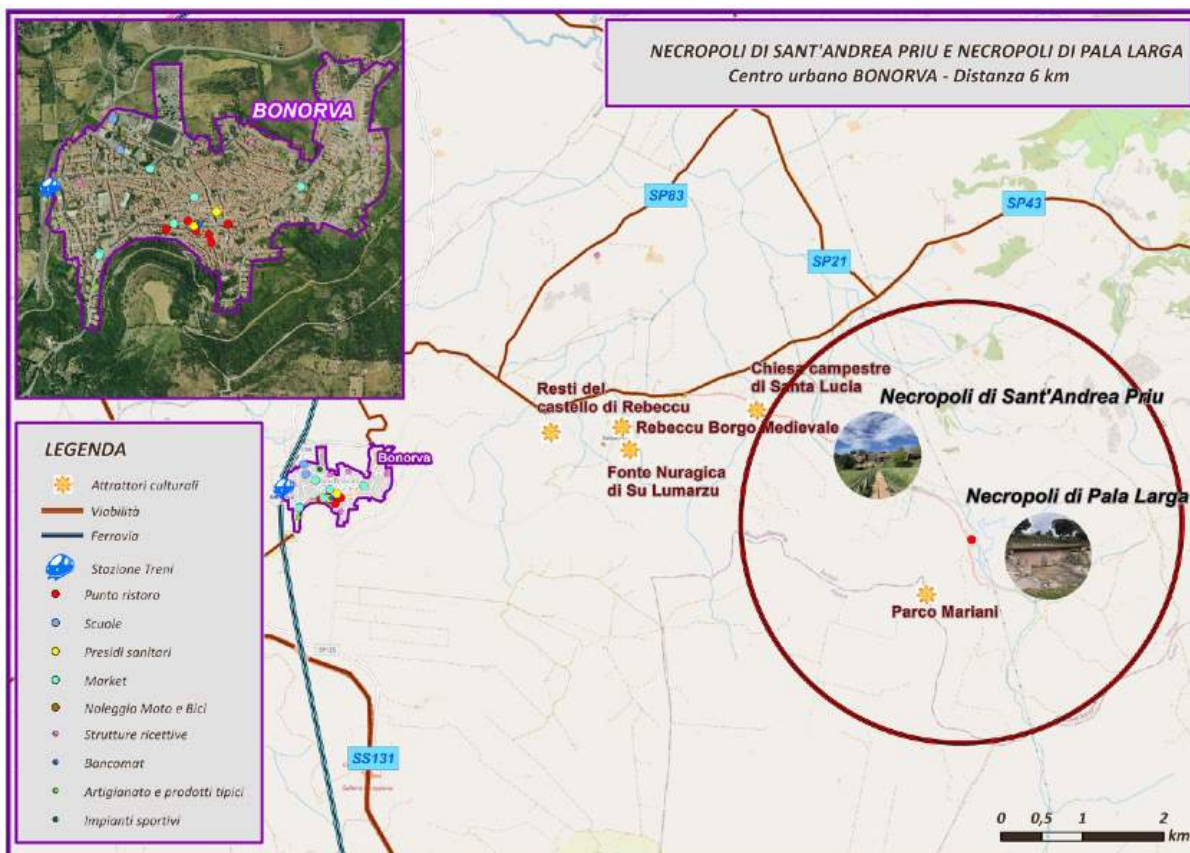 NECROPOLI DI SANT'ANDREA PRIU E NECROPOLI DI PALA LARGA
Centro urbano BONORVA - Distanza 6 km
BONORVA
SP83
SP43
SP21
Chiesa campestre
di Santa Lucia
Resti del
castello di Rebeccu
Rebeccu Borgo Medievale
Fonte Nuragica
di Su Lumarzu
Necropoli di Sant'Andrea Priu
Necropoli di Pala Larga
Parco Mariani
Bonorva
SS131
LEGENDA
Attrattori culturali
Viabilità
Ferrovia
Stazione Treni
Punto ristoro
Scuole
Presidi sanitari
Market
Noleggio Moto e Bici
Strutture ricettive
Bancomat
Artigianato e prodotti tipici
Impianti sportivi
0 0,5 1 2
km